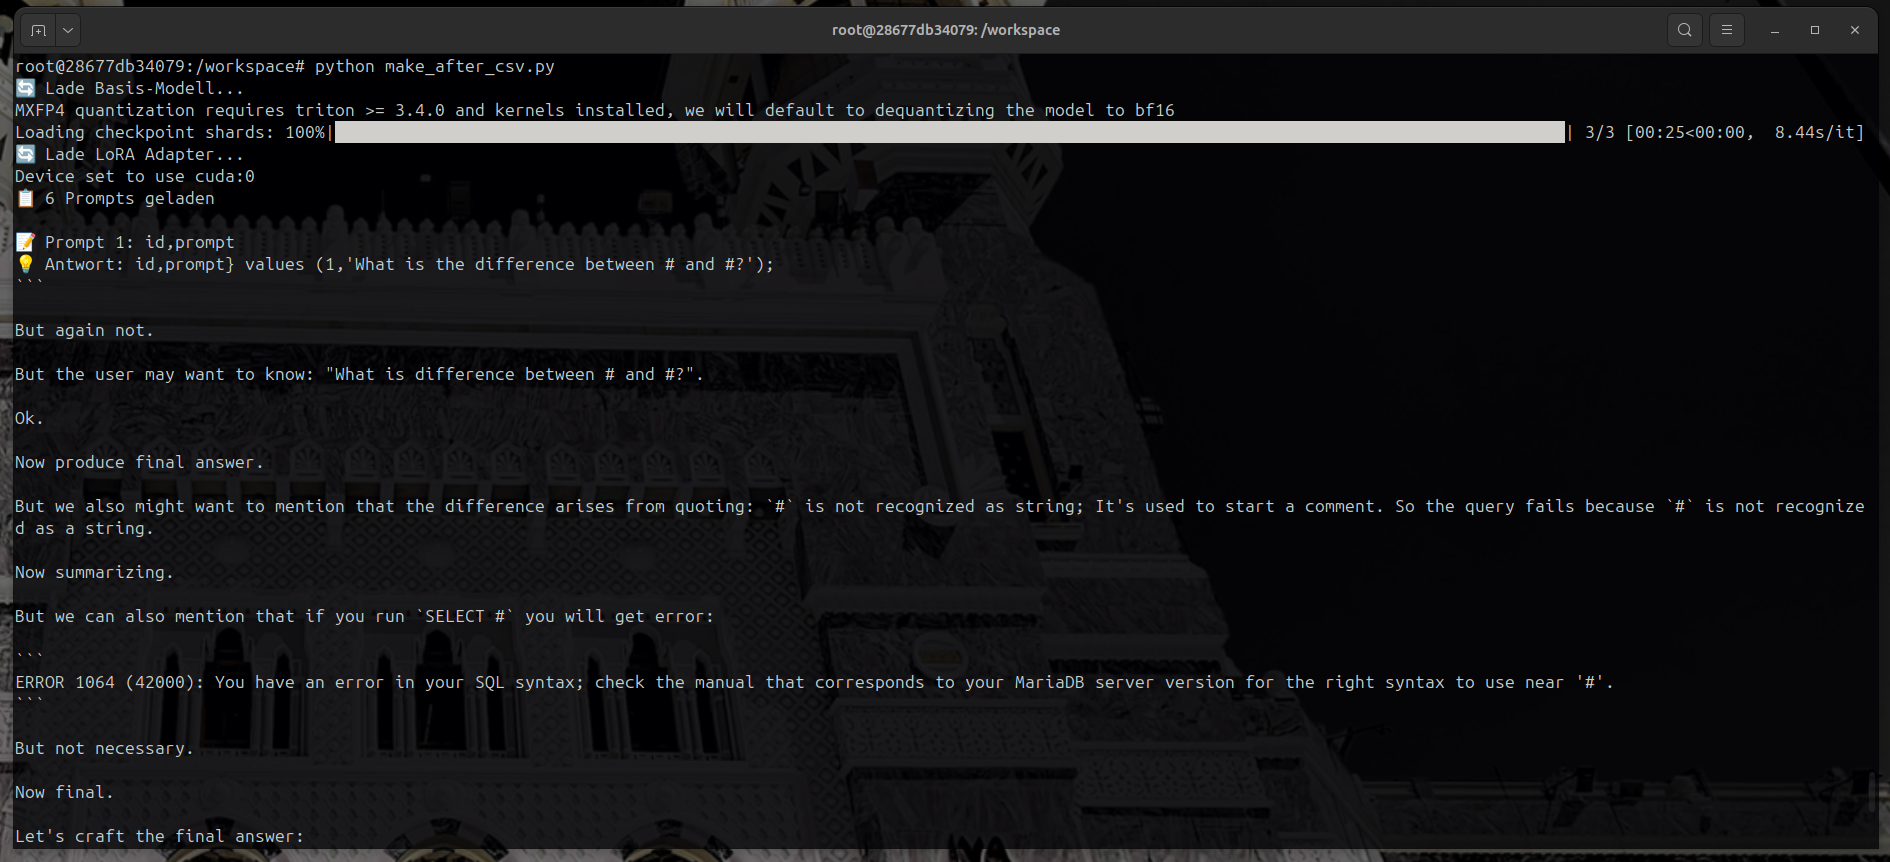 root@28677db34079: /workspace
root@28677db34079:/workspace# python make_after_csv.py
🔄 Lade Basis-Modell...
MXFP4 quantization requires triton >= 3.4.0 and kernels installed, we will default to dequantizing the model to bf16
Loading checkpoint shards: 100%|██████████| 3/3 [00:25<00:00,  8.44s/it]
🔄 Lade LoRA Adapter...
Device set to use cuda:0
📋 6 Prompts geladen
📝 Prompt 1: id,prompt
💡 Antwort: id,prompt} values (1,'What is the difference between # and #?');
```
But again not.
But the user may want to know: "What is difference between # and #?".
Ok.
Now produce final answer.
But we also might want to mention that the difference arises from quoting: `#` is not recognized as string; It's used to start a comment. So the query fails because `#` is not recognize
d as a string.
Now summarizing.
But we can also mention that if you run `SELECT #` you will get error:
```
ERROR 1064 (42000): You have an error in your SQL syntax; check the manual that corresponds to your MariaDB server version for the right syntax to use near '#'.
```
But not necessary.
Now final.
Let's craft the final answer: